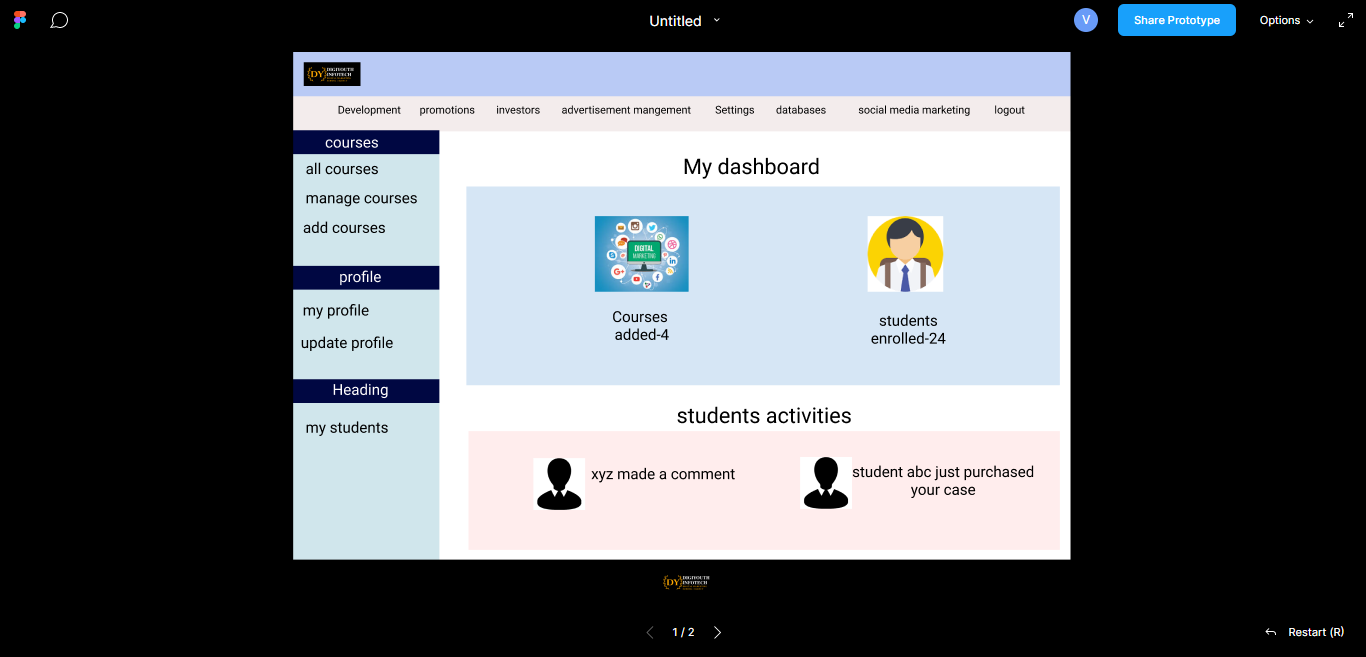 Untitled
V
Share Prototype
Options
DY DIGIYOUTH
INFOTECH
Development promotions investors advertisement mangement Settings databases social media marketing logout
courses
all courses
manage courses
add courses
profile
my profile
update profile
Heading
my students
My dashboard
DIGITAL
MARKETING
Courses
added-4
students
enrolled-24
students activities
xyz made a comment
student abc just purchased
your case
DY DIGIYOUTH
INFOTECH
1 / 2
Restart (R)